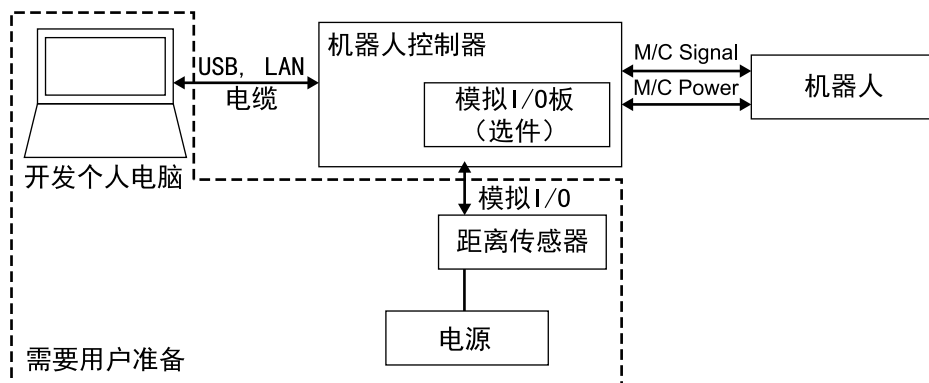 USB, LAN
电缆
开发个人电脑
机器人控制器
模拟I/O板
（选件）
M/C Signal
M/C Power
机器人
模拟I/O
距离传感器
电源
需要用户准备